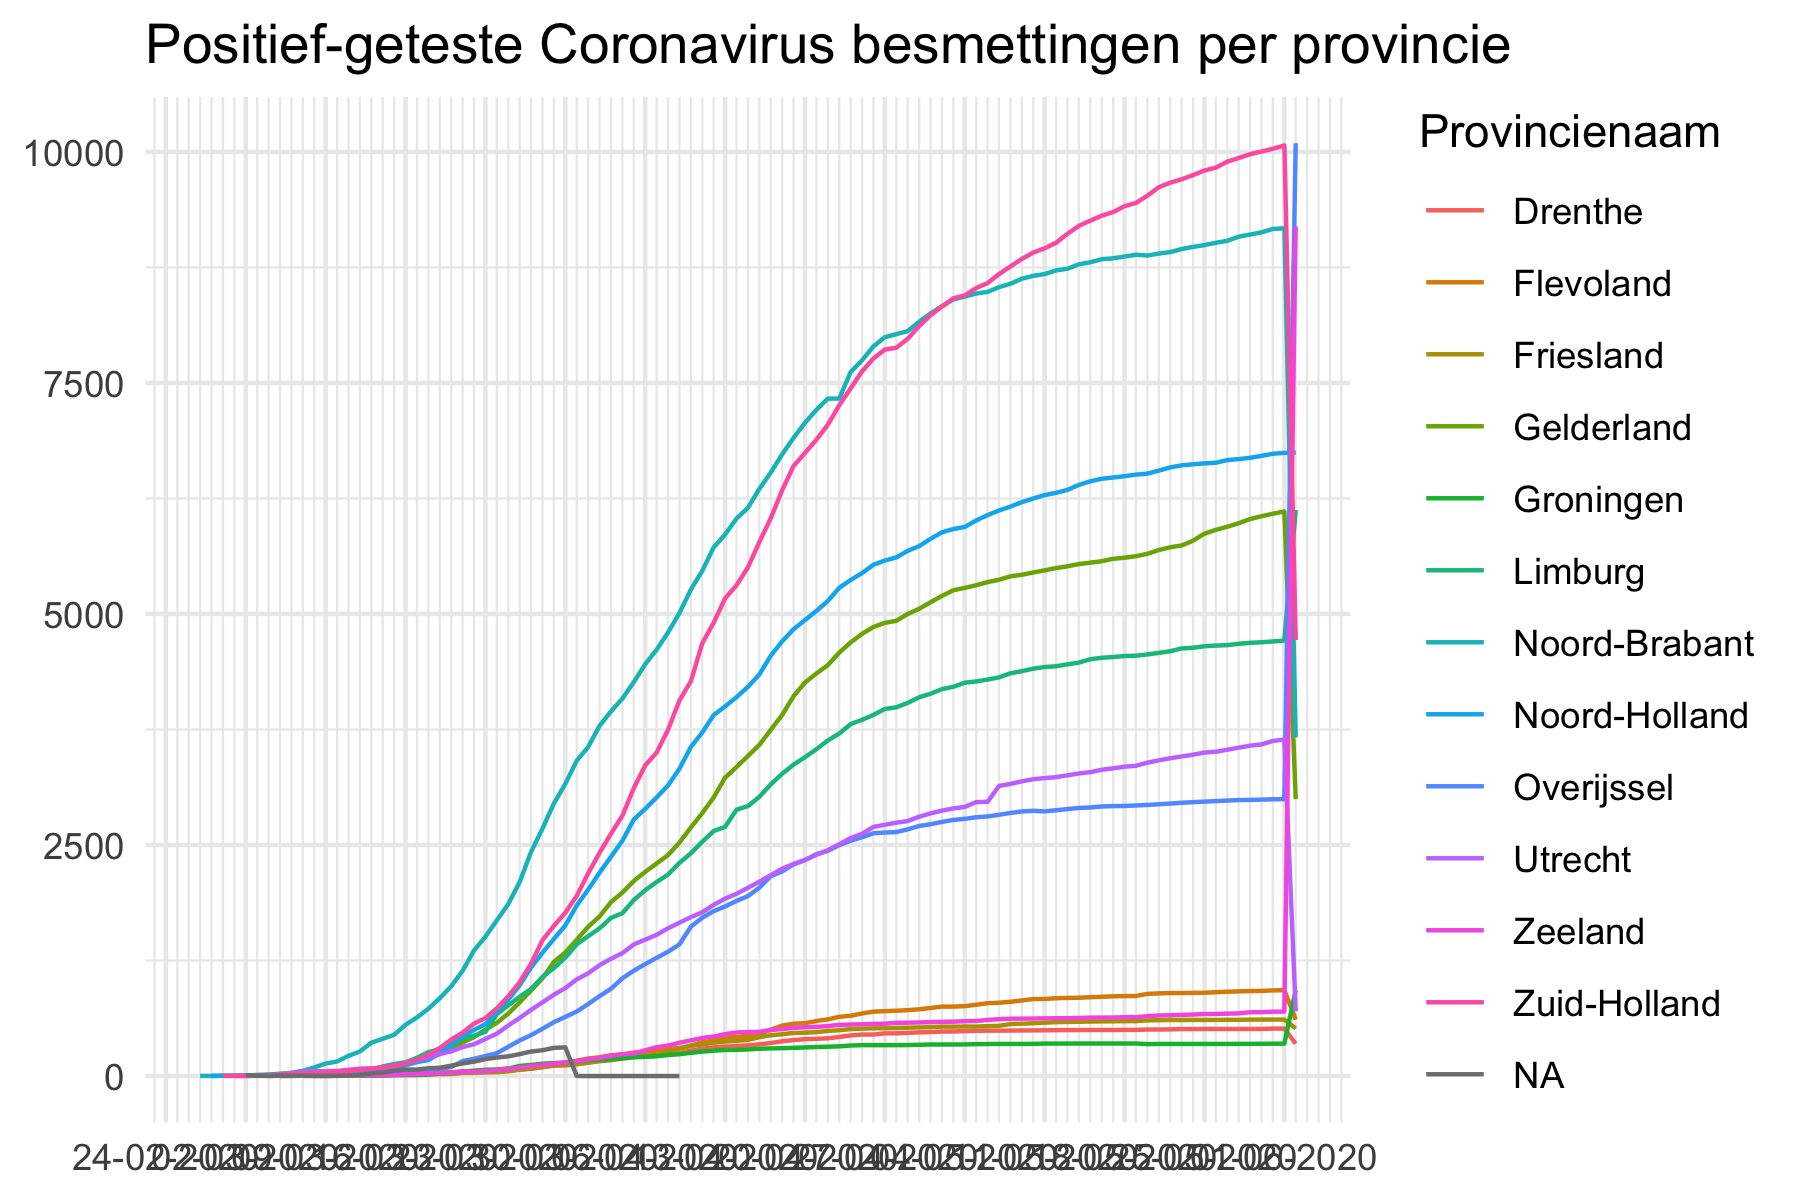 Positief-geteste Coronavirus besmettingen per provincie
10000
7500
5000
2500
0
Provincienaam
Drenthe
Flevoland
Friesland
Gelderland
Groningen
Limburg
Noord-Brabant
Noord-Holland
Overijssel
Utrecht
Zeeland
Zuid-Holland
NA